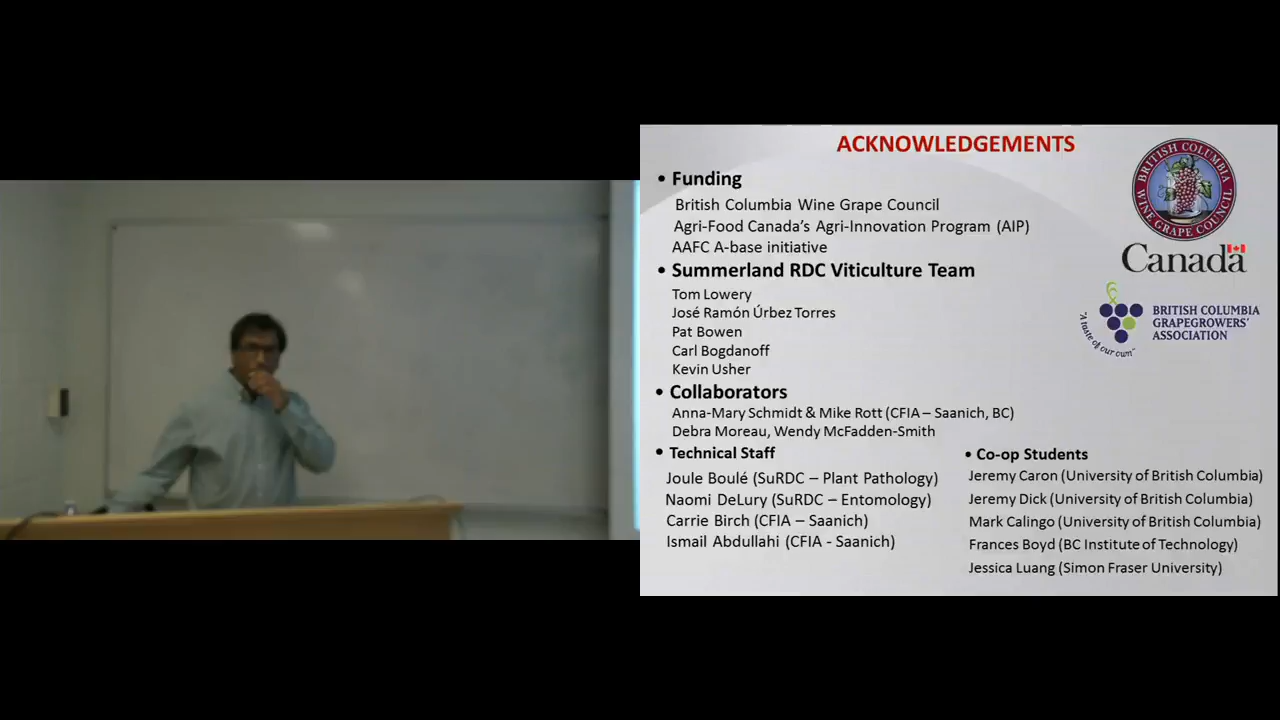 ACKNOWLEDGEMENTS
• Funding
British Columbia Wine Grape Council
Agri-Food Canada's Agri-Innovation Program (AIP)
AAFC A-base initiative
• Summerland RDC Viticulture Team
Tom Lowery
José Ramón Úrbez Torres
Pat Bowen
Carl Bogdanoff
Kevin Usher
• Collaborators
Anna-Mary Schmidt & Mike Rott (CFIA – Saanich, BC)
Debra Moreau, Wendy McFadden-Smith
• Technical Staff
Joule Boulé (SuRDC – Plant Pathology)
Naomi DeLury (SuRDC – Entomology)
Carrie Birch (CFIA – Saanich)
Ismail Abdullahi (CFIA - Saanich)
• Co-op Students
Jeremy Caron (University of British Columbia)
Jeremy Dick (University of British Columbia)
Mark Calingo (University of British Columbia)
Frances Boyd (BC Institute of Technology)
Jessica Luang (Simon Fraser University)
BRITISH COLUMBIA
WINE GRAPE COUNCIL
Canada
"A taste of our own"
BRITISH COLUMBIA
GRAPEGROWERS'
ASSOCIATION